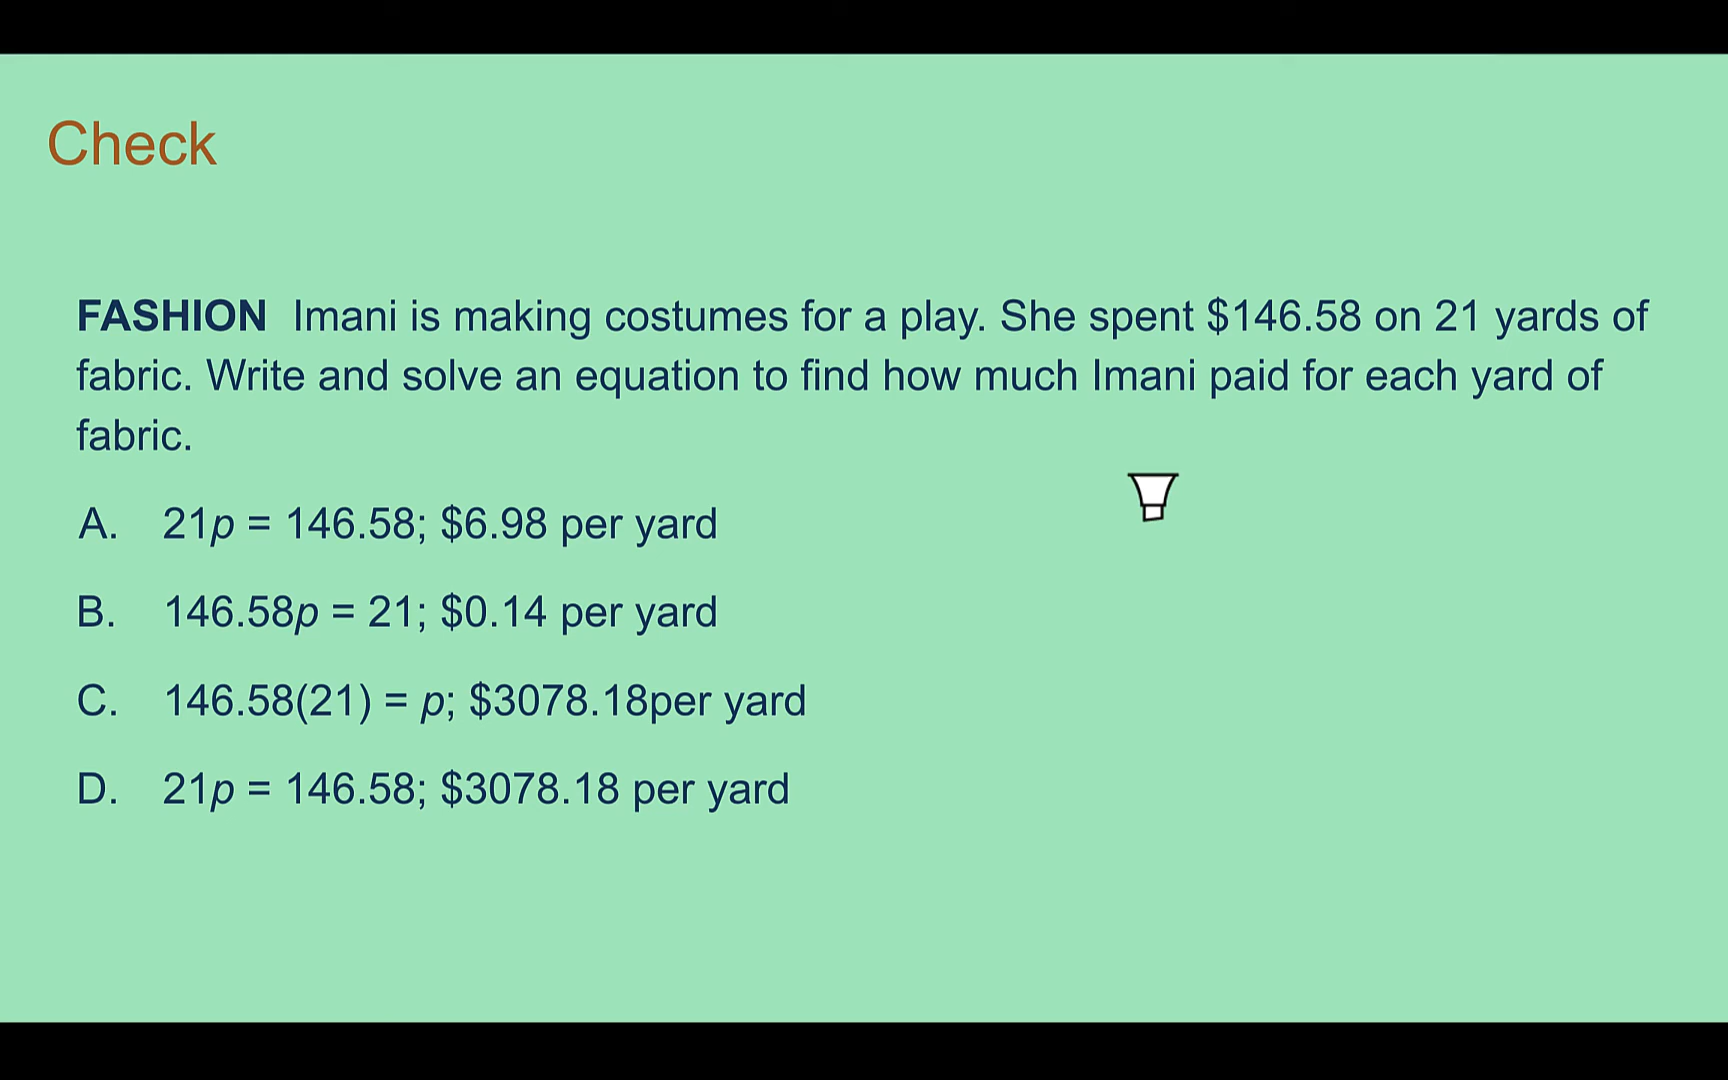 Check
FASHION Imani is making costumes for a play. She spent $146.58 on 21 yards of
fabric. Write and solve an equation to find how much Imani paid for each yard of
fabric.
A. 21p = 146.58; $6.98 per yard
B. 146.58p = 21; $0.14 per yard
C. 146.58(21) = p; $3078.18per yard
D. 21p = 146.58; $3078.18 per yard